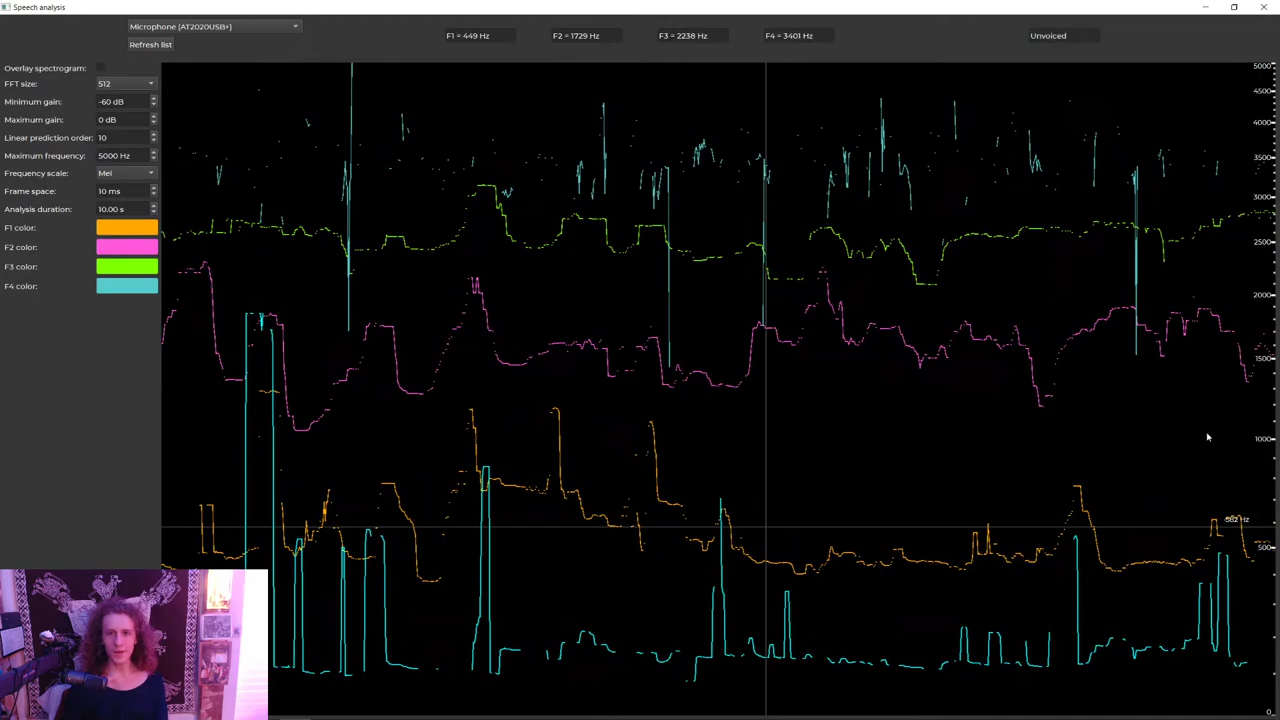 Speech analysis
Microphone (AT2020USB+)
Refresh list
F1 = 449 Hz
F2 = 1729 Hz
F3 = 2238 Hz
F4 = 3401 Hz
Unvoiced
Overlay spectrogram:
FFT size: 512
Minimum gain: -60 dB
Maximum gain: 0 dB
Linear prediction order: 10
Maximum frequency: 5000 Hz
Frequency scale: Mel
Frame space: 10 ms
Analysis duration: 10.00 s
F1 color:
F2 color:
F3 color:
F4 color:
5000
4500
4000
3500
3000
2500
2000
1500
1000
582 Hz
500
0